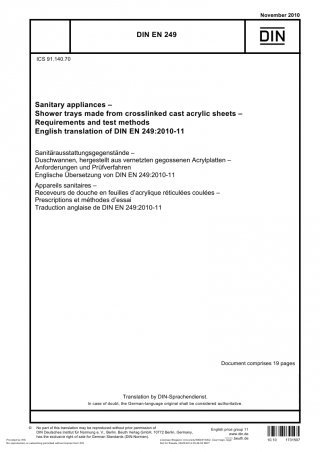 November 2010
DIN EN 249
DIN
ICS 91.140.70
Sanitary appliances –
Shower trays made from crosslinked cast acrylic sheets –
Requirements and test methods
English translation of DIN EN 249:2010-11
Sanitärausstattungsgegenstände –
Duschwannen, hergestellt aus vernetzten gegossenen Acrylplatten –
Anforderungen und Prüfverfahren
Englische Übersetzung von DIN EN 249:2010-11
Appareils sanitaires –
Receveurs de douche en feuilles d'acrylique réticulées coulées –
Prescriptions et méthodes d'essai
Traduction anglaise de DIN EN 249:2010-11
Document comprises 19 pages
Translation by DIN-Sprachendienst.
In case of doubt, the German-language original shall be considered authoritative.
© No part of this translation may be reproduced without prior permission of
DIN Deutsches Institut für Normung e. V., Berlin. Beuth Verlag GmbH, 10772 Berlin, Germany,
has the exclusive right of sale for German Standards (DIN-Normen).
English price group 11
www.din.de
beuth.de
10.10